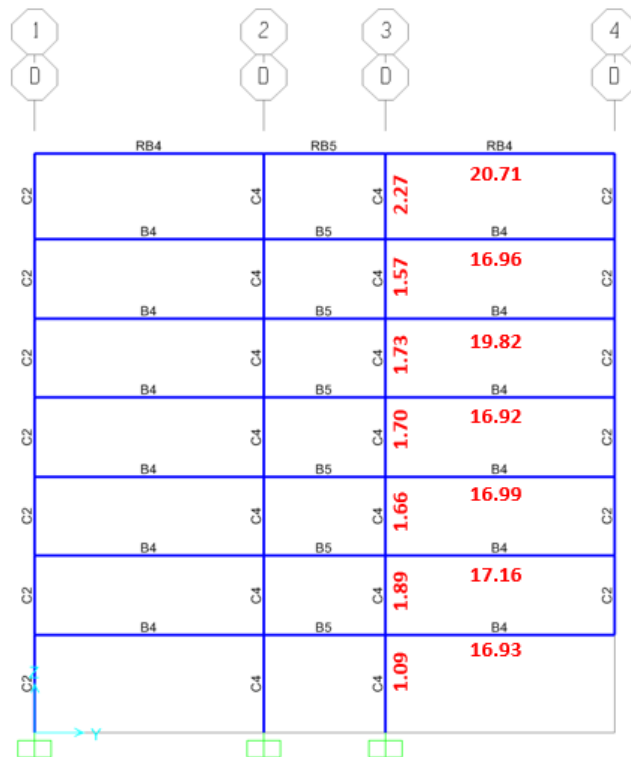 1 2 3 4
D D D D
RB4 RB5 RB4
C2 C4 C4 2.27 20.71 C2
B4 B5 B4
C2 C4 C4 1.57 16.96 C2
B4 B5 B4
C2 C4 C4 1.73 19.82 C2
B4 B5 B4
C2 C4 C4 1.70 16.92 C2
B4 B5 B4
C2 C4 C4 1.66 16.99 C2
B4 B5 B4
C2 C4 C4 1.89 17.16 C2
B4 B5 B4
C2 C4 C4 1.09 16.93
Y